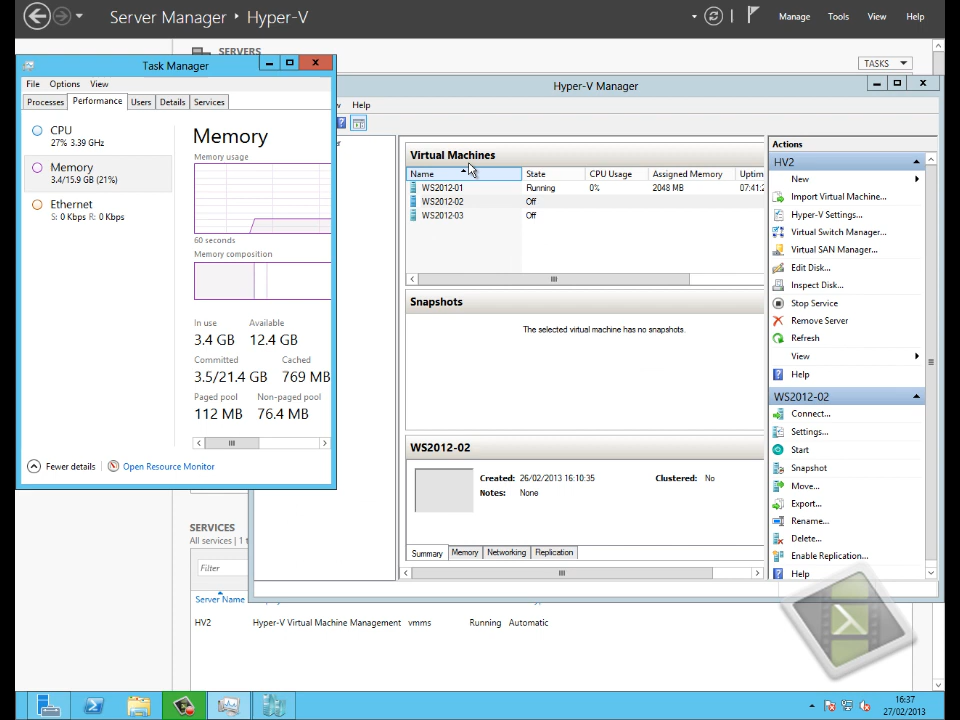 Server Manager ‣ Hyper-V
Manage Tools View Help
SERVERS
TASKS
Task Manager
File Options View
Processes Performance Users Details Services
CPU
27% 3.39 GHz
Memory
3.4/15.9 GB (21%)
Ethernet
S: 0 Kbps R: 0 Kbps
Memory
Memory usage
60 seconds
Memory composition
In use Available
3.4 GB 12.4 GB
Committed Cached
3.5/21.4 GB 769 MB
Paged pool Non-paged pool
112 MB 76.4 MB
Fewer details Open Resource Monitor
Hyper-V Manager
Help
Virtual Machines
Name State CPU Usage Assigned Memory Uptim
WS2012-01 Running 0% 2048 MB 07:41:2
WS2012-02 Off
WS2012-03 Off
Snapshots
The selected virtual machine has no snapshots.
WS2012-02
Created: 26/02/2013 16:10:35 Clustered: No
Notes: None
Summary Memory Networking Replication
Actions
HV2
New
Import Virtual Machine...
Hyper-V Settings...
Virtual Switch Manager...
Virtual SAN Manager...
Edit Disk...
Inspect Disk...
Stop Service
Remove Server
Refresh
View
Help
WS2012-02
Connect...
Settings...
Start
Snapshot
Move...
Export...
Rename...
Delete...
Enable Replication...
Help
SERVICES
All services | 1 t
Filter
Server Name
HV2 Hyper-V Virtual Machine Management vmms Running Automatic
16:37
27/02/2013